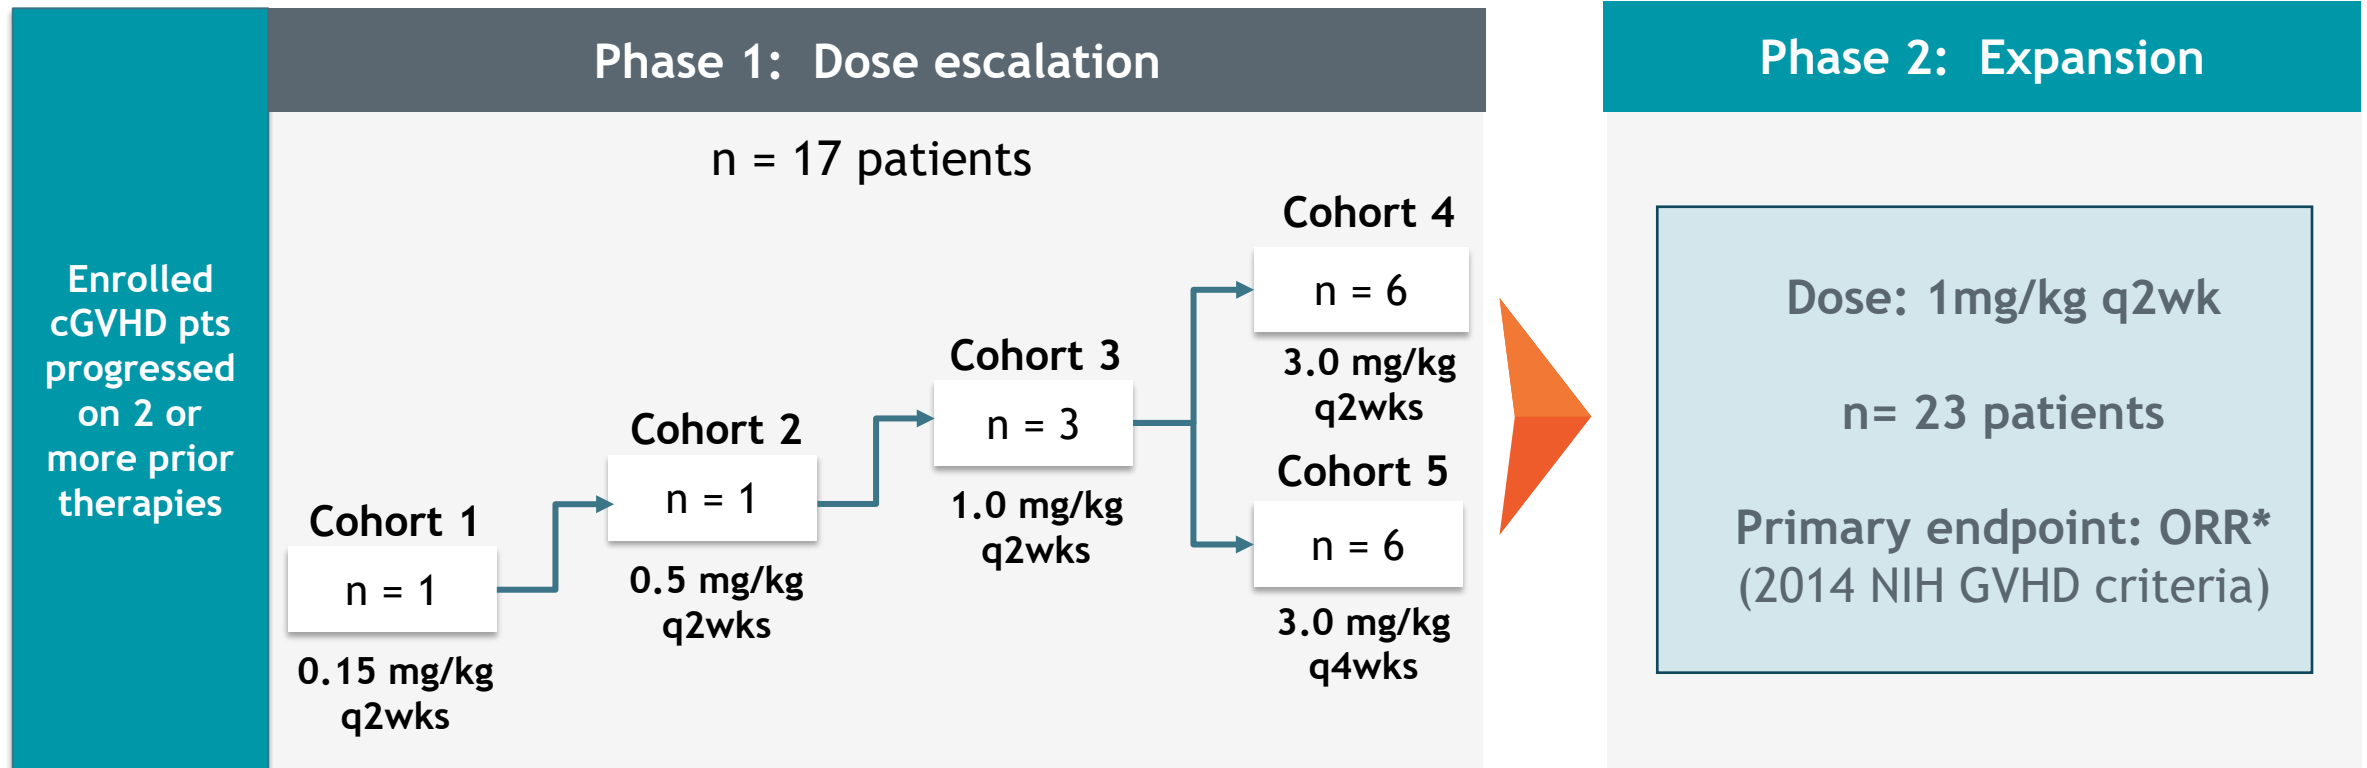 Enrolled
cGVHD pts
progressed
on 2 or
more prior
therapies
Phase 1:  Dose escalation
n = 17 patients
Cohort 1
n = 1
0.15 mg/kg
q2wks
Cohort 2
n = 1
0.5 mg/kg
q2wks
Cohort 3
n = 3
1.0 mg/kg
q2wks
Cohort 4
n = 6
3.0 mg/kg
q2wks
Cohort 5
n = 6
3.0 mg/kg
q4wks
Phase 2:  Expansion
Dose: 1mg/kg q2wk
n= 23 patients
Primary endpoint: ORR*
(2014 NIH GVHD criteria)